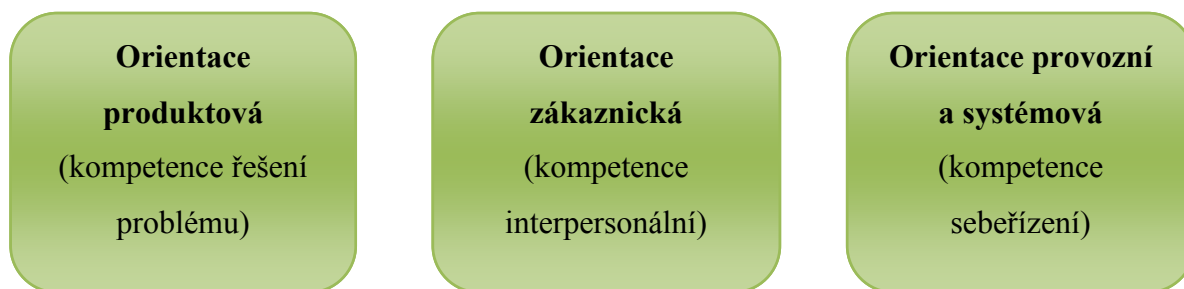 Orientace
produktová
(kompetence řešení
problému)
Orientace
zákaznická
(kompetence
interpersonální)
Orientace provozní
a systémová
(kompetence
sebeřízení)